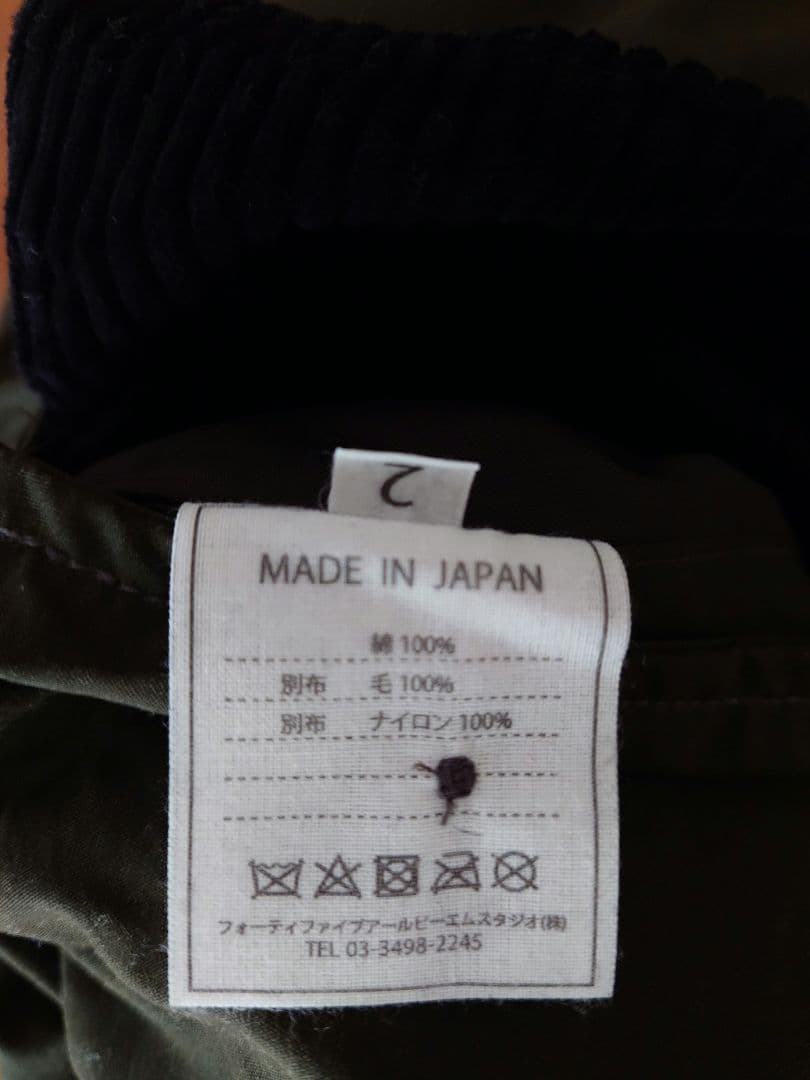 2
MADE IN JAPAN
綿 100%
別布 毛 100%
別布 ナイロン 100%
フォーティファイブアールピーエムスタジオ(株)
TEL 03-3498-2245